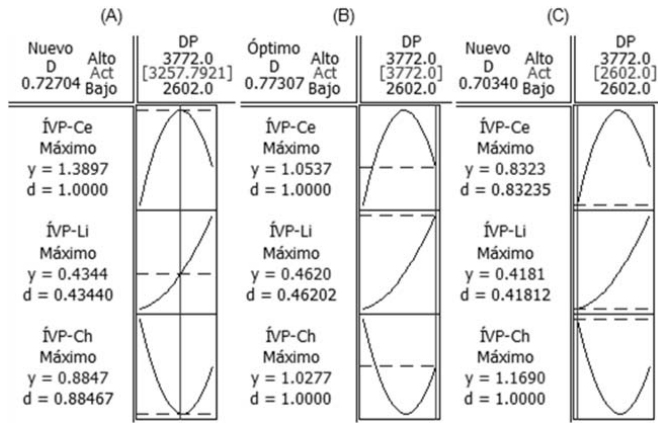 (A)
Nuevo
D
0.72704
Alto
Act
Bajo
DP
3772.0
[3257.7921]
2602.0
ÍVP-Ce
Máximo
y = 1.3897
d = 1.0000
ÍVP-Li
Máximo
y = 0.4344
d = 0.43440
ÍVP-Ch
Máximo
y = 0.8847
d = 0.88467
(B)
Óptimo
D
0.77307
Alto
Act
Bajo
DP
3772.0
[3772.0]
2602.0
ÍVP-Ce
Máximo
y = 1.0537
d = 1.0000
ÍVP-Li
Máximo
y = 0.4620
d = 0.46202
ÍVP-Ch
Máximo
y = 1.0277
d = 1.0000
(C)
Nuevo
D
0.70340
Alto
Act
Bajo
DP
3772.0
[2602.0]
2602.0
ÍVP-Ce
Máximo
y = 0.8323
d = 0.83235
ÍVP-Li
Máximo
y = 0.4181
d = 0.41812
ÍVP-Ch
Máximo
y = 1.1690
d = 1.0000